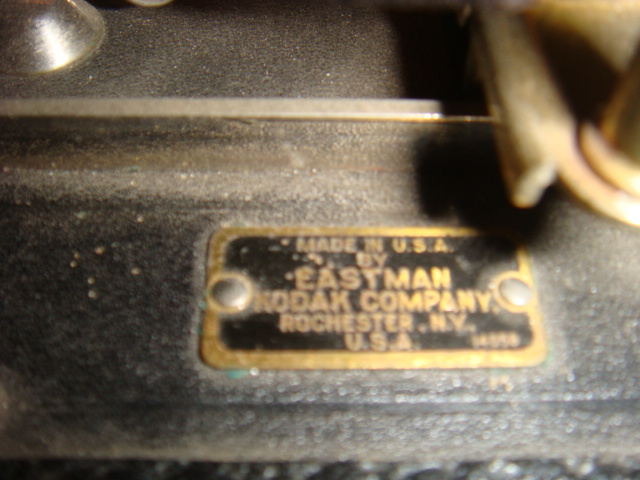 MADE IN U.S.A.
BY
EASTMAN
KODAK COMPANY.
ROCHESTER, N.Y.
U.S.A.